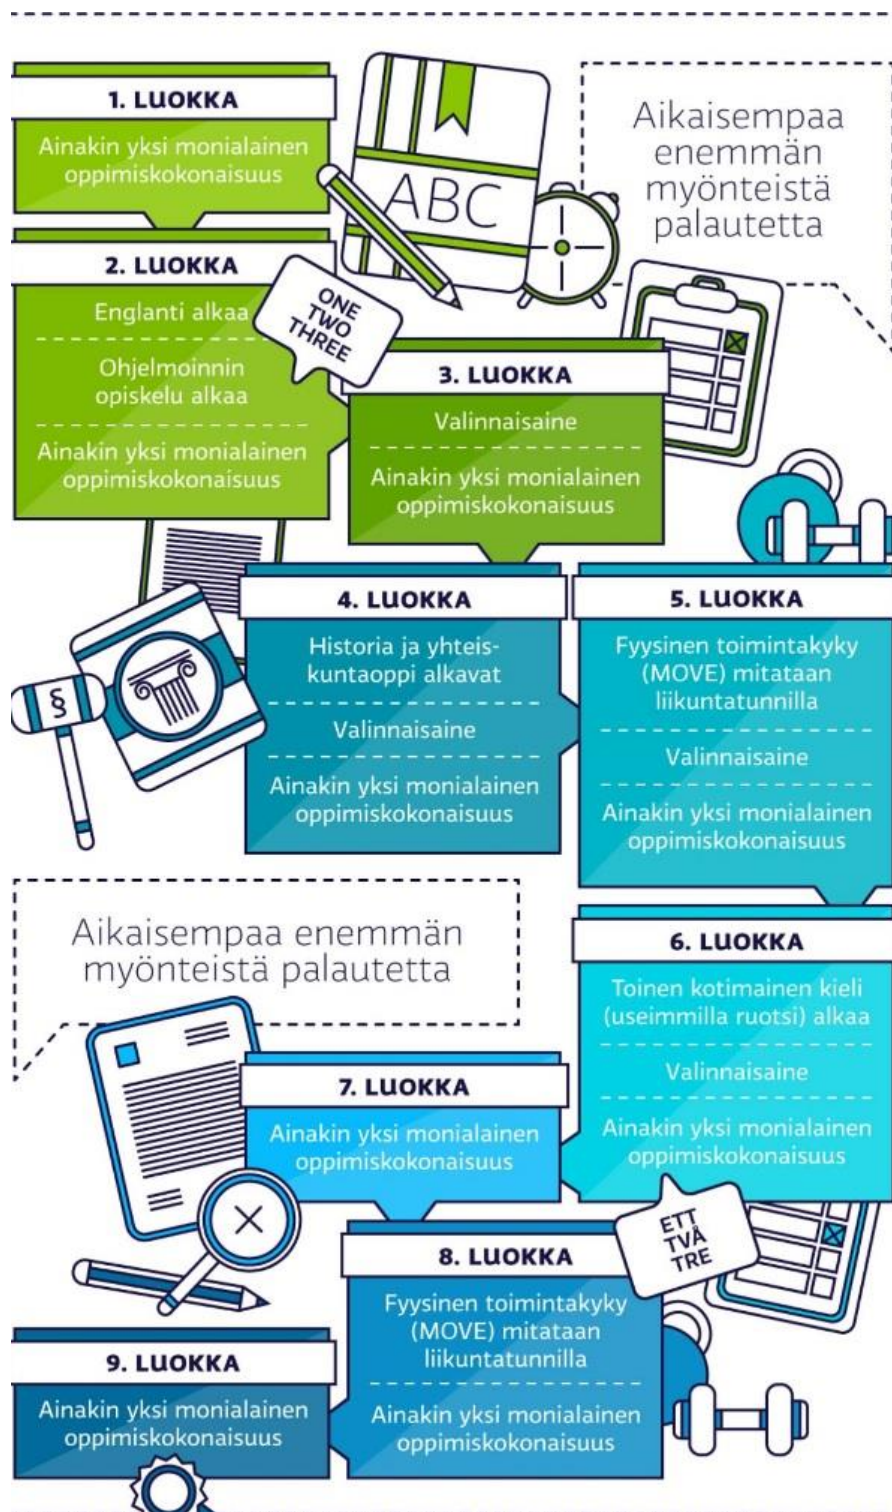 1. LUOKKA
Ainakin yksi monialainen
oppimiskokonaisuus
ABC
Aikaisempaa
enemmän
myönteistä
palautetta
2. LUOKKA
Englanti alkaa
Ohjelmoinnin
opiskelu alkaa
Ainakin yksi monialainen
oppimiskokonaisuus
ONE
TWO
THREE
3. LUOKKA
Valinnaisaine
Ainakin yksi monialainen
oppimiskokonaisuus
§
4. LUOKKA
Historia ja yhteis-
kuntaoppi alkavat
Valinnaisaine
Ainakin yksi monialainen
oppimiskokonaisuus
5. LUOKKA
Fyysinen toimintakyky
(MOVE) mitataan
liikuntatunnilla
Valinnaisaine
Ainakin yksi monialainen
oppimiskokonaisuus
Aikaisempaa enemmän
myönteistä palautetta
6. LUOKKA
Toinen kotimainen kieli
(useimmilla ruotsi) alkaa
Valinnaisaine
Ainakin yksi monialainen
oppimiskokonaisuus
7. LUOKKA
Ainakin yksi monialainen
oppimiskokonaisuus
ETT
TVÅ
TRE
8. LUOKKA
Fyysinen toimintakyky
(MOVE) mitataan
liikuntatunnilla
Ainakin yksi monialainen
oppimiskokonaisuus
9. LUOKKA
Ainakin yksi monialainen
oppimiskokonaisuus